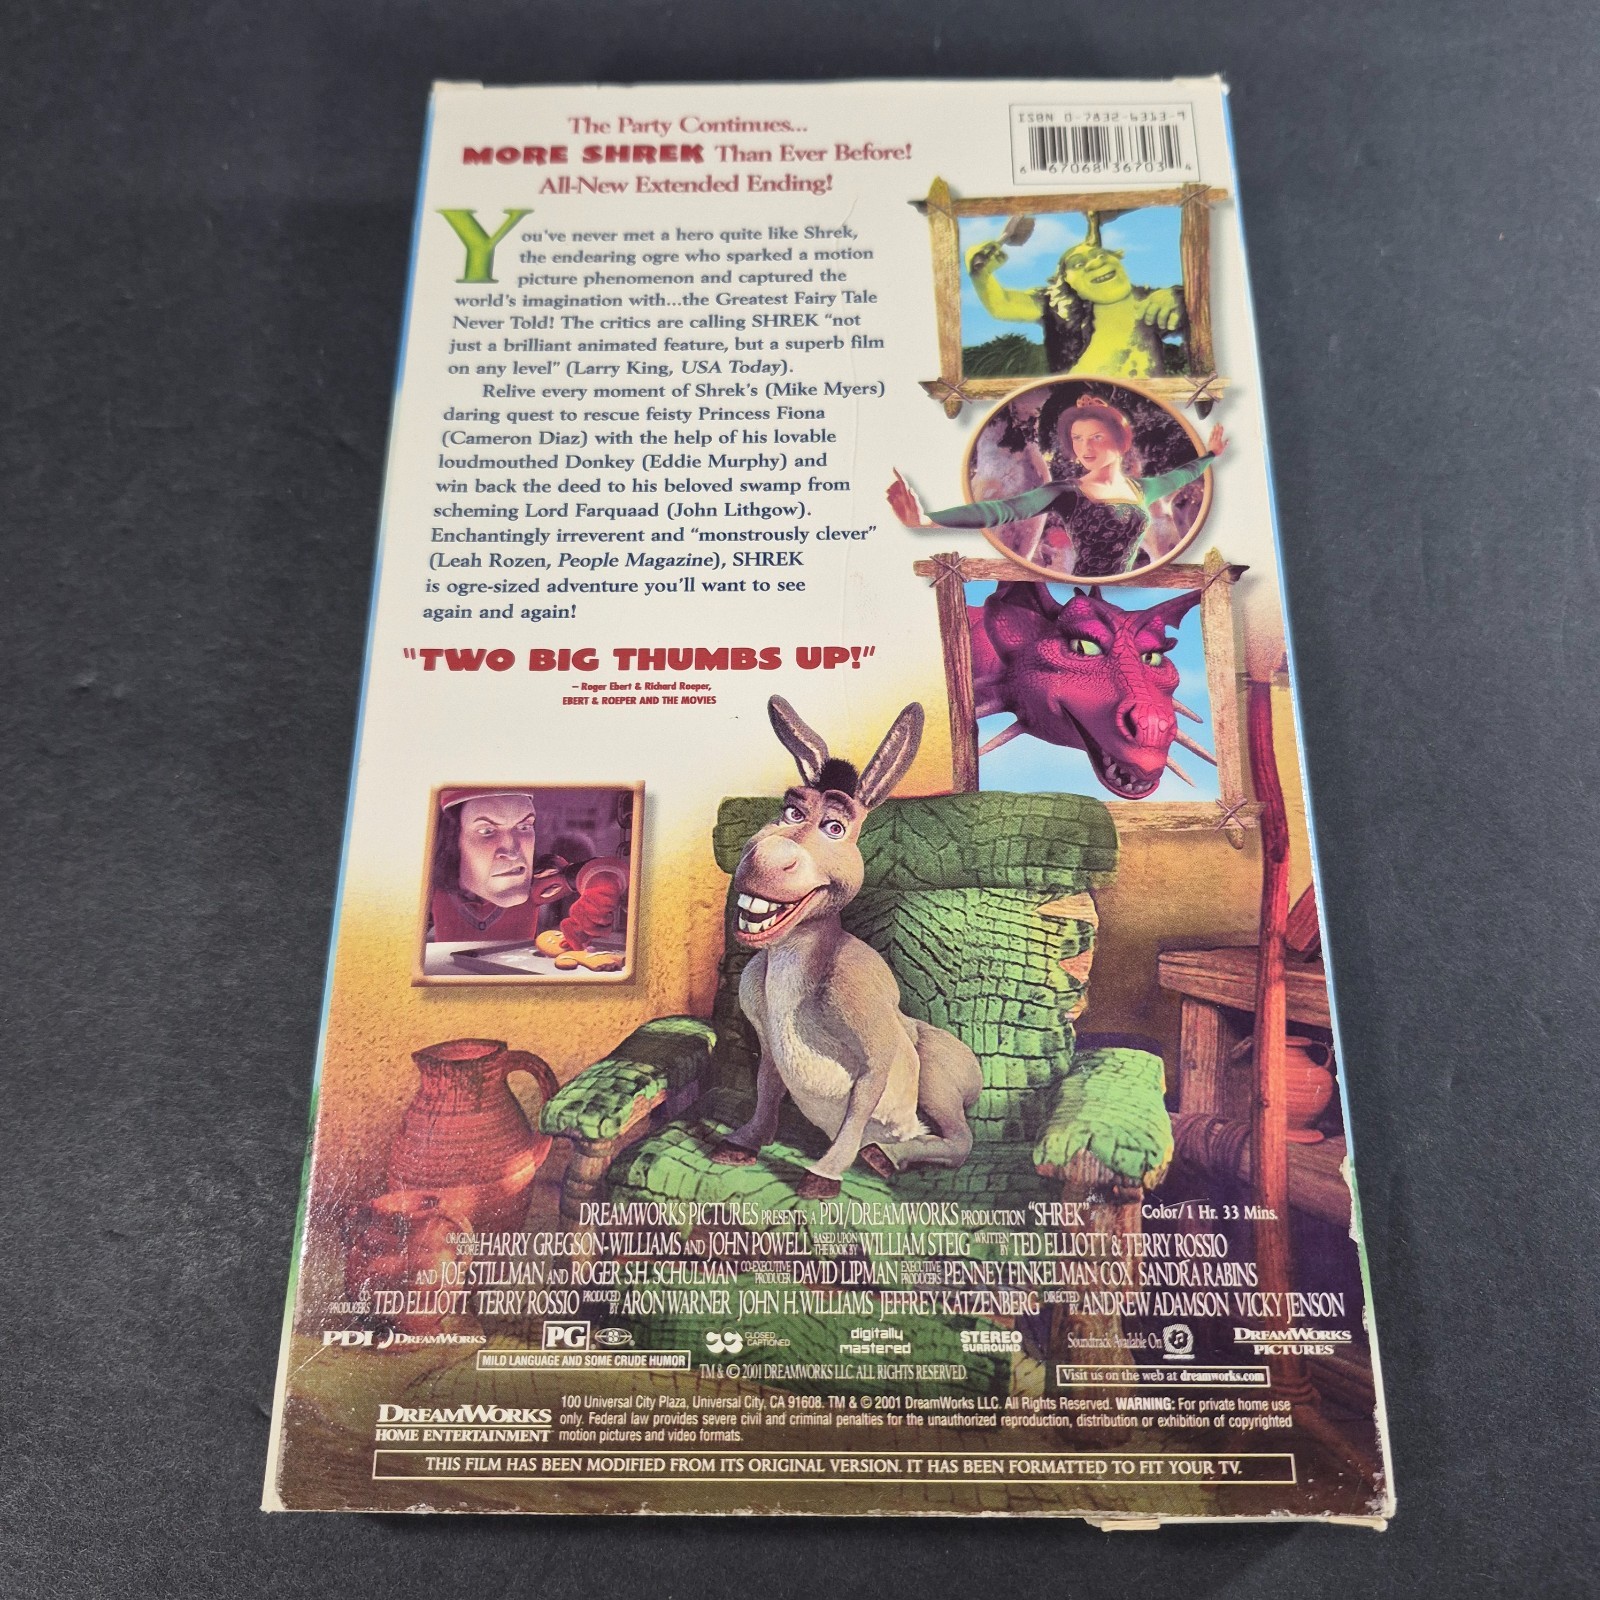 The Party Continues...
MORE SHREK Than Ever Before!
All-New Extended Ending!
ISBN 0-7832-6313-9
6 67068 36703 4
You've never met a hero quite like Shrek,
the endearing ogre who sparked a motion
picture phenomenon and captured the
world's imagination with...the Greatest Fairy Tale
Never Told! The critics are calling SHREK "not
just a brilliant animated feature, but a superb film
on any level" (Larry King, USA Today).
Relive every moment of Shrek's (Mike Myers)
daring quest to rescue feisty Princess Fiona
(Cameron Diaz) with the help of his lovable
loudmouthed Donkey (Eddie Murphy) and
win back the deed to his beloved swamp from
scheming Lord Farquaad (John Lithgow).
Enchantingly irreverent and "monstrously clever"
(Leah Rozen, People Magazine), SHREK
is ogre-sized adventure you'll want to see
again and again!
"TWO BIG THUMBS UP!"
– Roger Ebert & Richard Roeper,
EBERT & ROEPER AND THE MOVIES
DREAMWORKS PICTURES PRESENTS A PDI/DREAMWORKS PRODUCTION "SHREK"
Color/1 Hr. 33 Mins.
ORIGINAL SCORE HARRY GREGSON-WILLIAMS AND JOHN POWELL BASED UPON THE BOOK BY WILLIAM STEIG WRITTEN BY TED ELLIOTT & TERRY ROSSIO
AND JOE STILLMAN AND ROGER S.H. SCHULMAN CO-EXECUTIVE PRODUCER DAVID LIPMAN EXECUTIVE PRODUCERS PENNEY FINKELMAN COX SANDRA RABINS
CO-PRODUCERS TED ELLIOTT TERRY ROSSIO PRODUCED BY ARON WARNER JOHN H. WILLIAMS JEFFREY KATZENBERG DIRECTED BY ANDREW ADAMSON VICKY JENSON
PDI DREAMWORKS PG CLOSED CAPTIONED digitally mastered STEREO SURROUND Soundtrack Available On DREAMWORKS PICTURES
MILD LANGUAGE AND SOME CRUDE HUMOR
TM & © 2001 DREAMWORKS LLC ALL RIGHTS RESERVED.
Visit us on the web at dreamworks.com
DREAMWORKS
HOME ENTERTAINMENT
100 Universal City Plaza, Universal City, CA 91608. TM & © 2001 DreamWorks LLC. All Rights Reserved. WARNING: For private home use
only. Federal law provides severe civil and criminal penalties for the unauthorized reproduction, distribution or exhibition of copyrighted
motion pictures and video formats.
THIS FILM HAS BEEN MODIFIED FROM ITS ORIGINAL VERSION. IT HAS BEEN FORMATTED TO FIT YOUR TV.